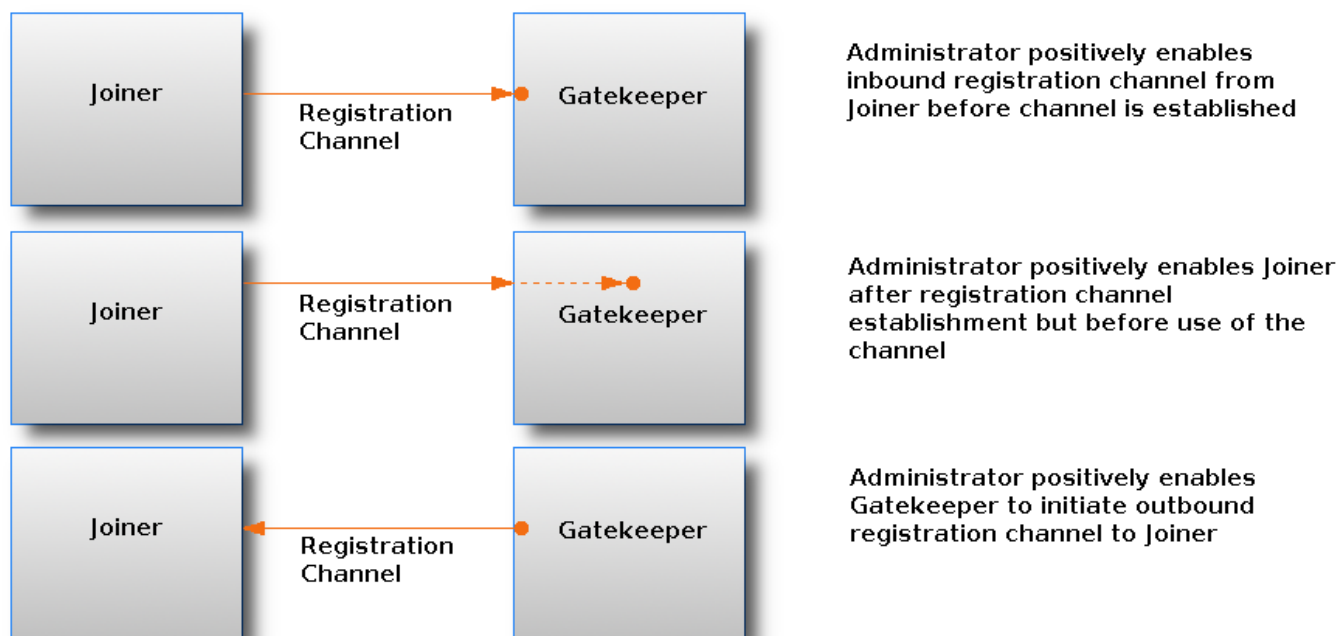 Joiner
Registration
Channel
Gatekeeper
Administrator positively enables
inbound registration channel from
Joiner before channel is established
Joiner
Registration
Channel
Gatekeeper
Administrator positively enables Joiner
after registration channel
establishment but before use of the
channel
Joiner
Registration
Channel
Gatekeeper
Administrator positively enables
Gatekeeper to initiate outbound
registration channel to Joiner